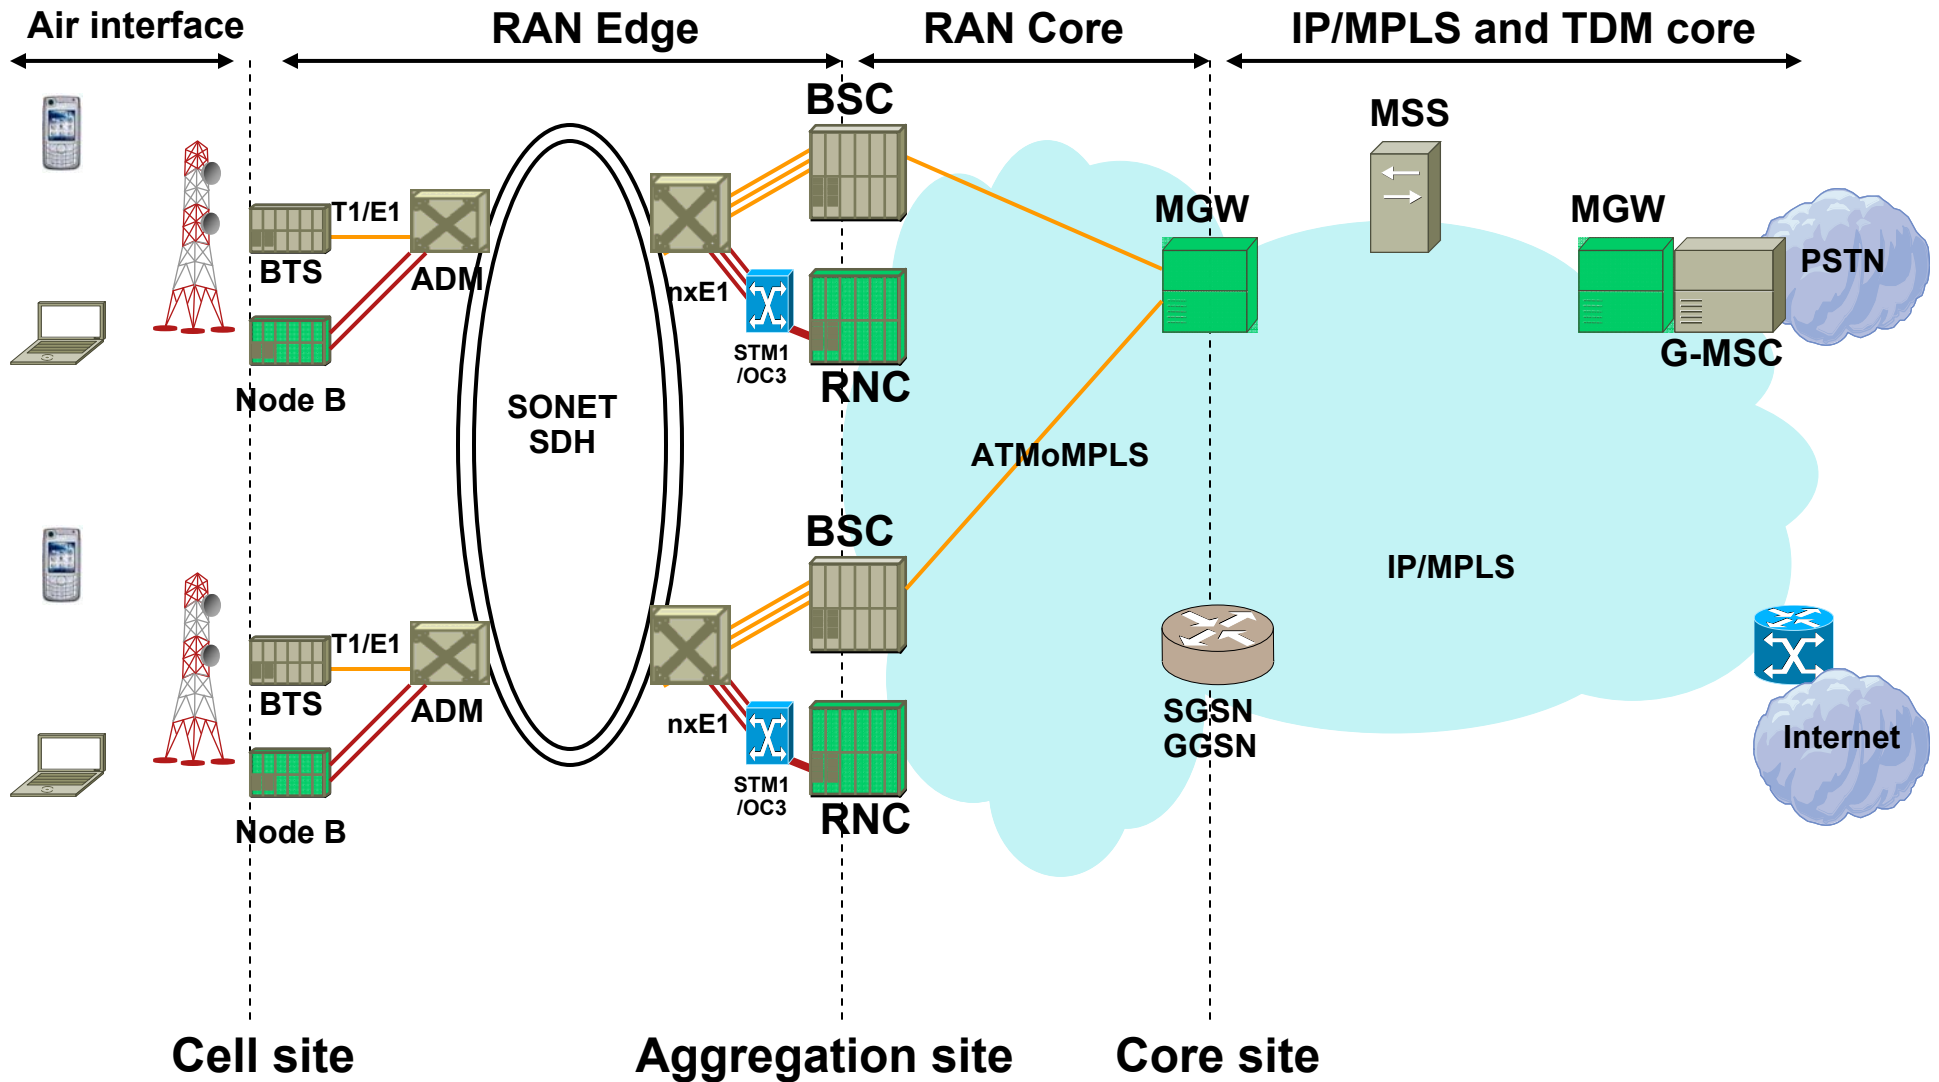 Air interface
RAN Edge
RAN Core
IP/MPLS and TDM core
BSC
MSS
T1/E1
BTS
ADM
Node B
SONET
SDH
nxE1
STM1
/OC3
RNC
MGW
MGW
PSTN
G-MSC
ATMoMPLS
IP/MPLS
BSC
T1/E1
BTS
ADM
Node B
nxE1
STM1
/OC3
RNC
SGSN
GGSN
Internet
Cell site
Aggregation site
Core site